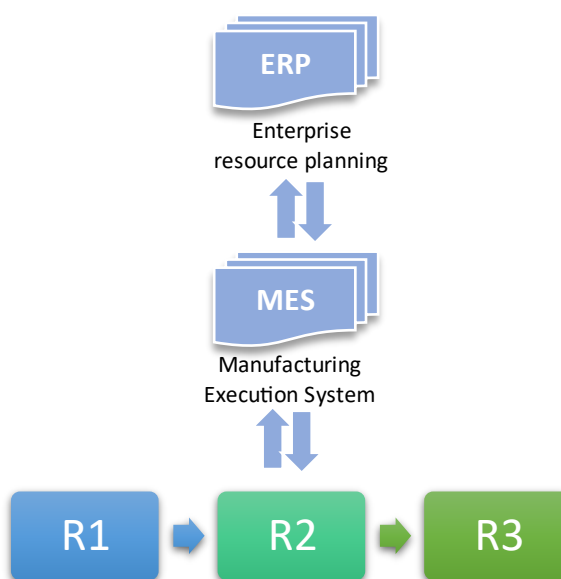 ERP
Enterprise
resource planning
MES
Manufacturing
Execution System
R1
R2
R3